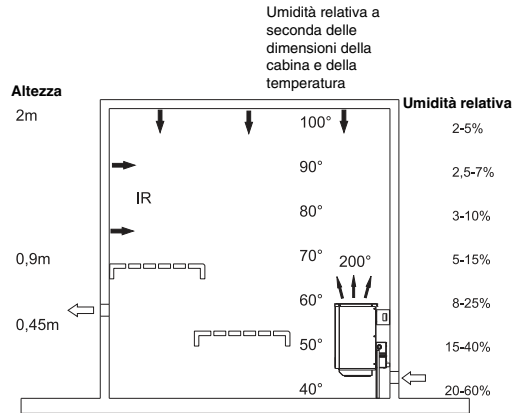 Umidità relativa a
seconda delle
dimensioni della
cabina e della
temperatura
Altezza
Umidità relativa
2m
100°
2-5%
90°
2,5-7%
IR
80°
3-10%
0,9m
70°
200°
5-15%
60°
8-25%
0,45m
50°
15-40%
40°
20-60%